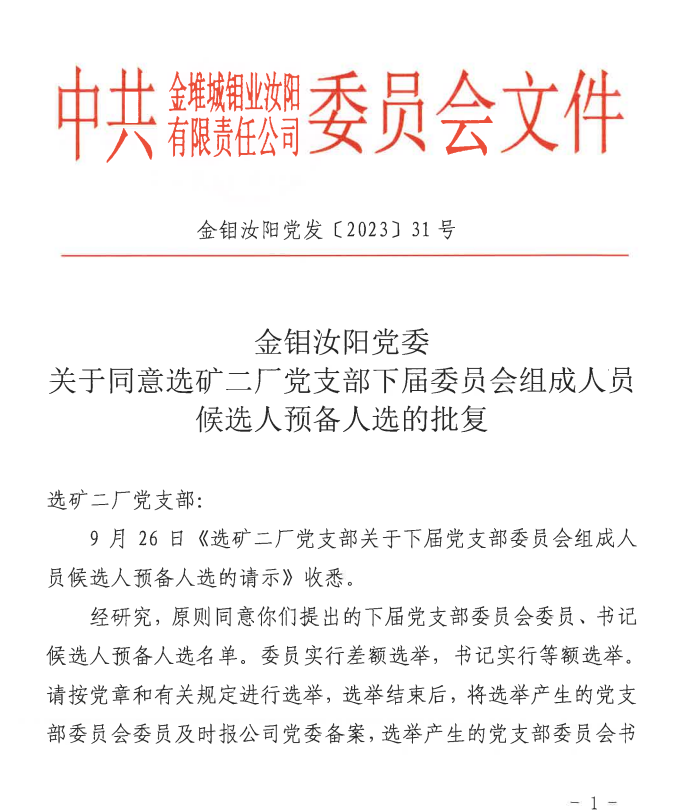 中共金堆城钼业汝阳有限责任公司委员会文件
金钼汝阳党发〔2023〕31号
金钼汝阳党委
关于同意选矿二厂党支部下届委员会组成人员
候选人预备人选的批复
选矿二厂党支部：
9月26日《选矿二厂党支部关于下届党支部委员会组成人
员候选人预备人选的请示》收悉。
经研究，原则同意你们提出的下届党支部委员会委员、书记
候选人预备人选名单。委员实行差额选举，书记实行等额选举。
请按党章和有关规定进行选举，选举结束后，将选举产生的党支
部委员会委员及时报公司党委备案，选举产生的党支部委员会书
- 1 -